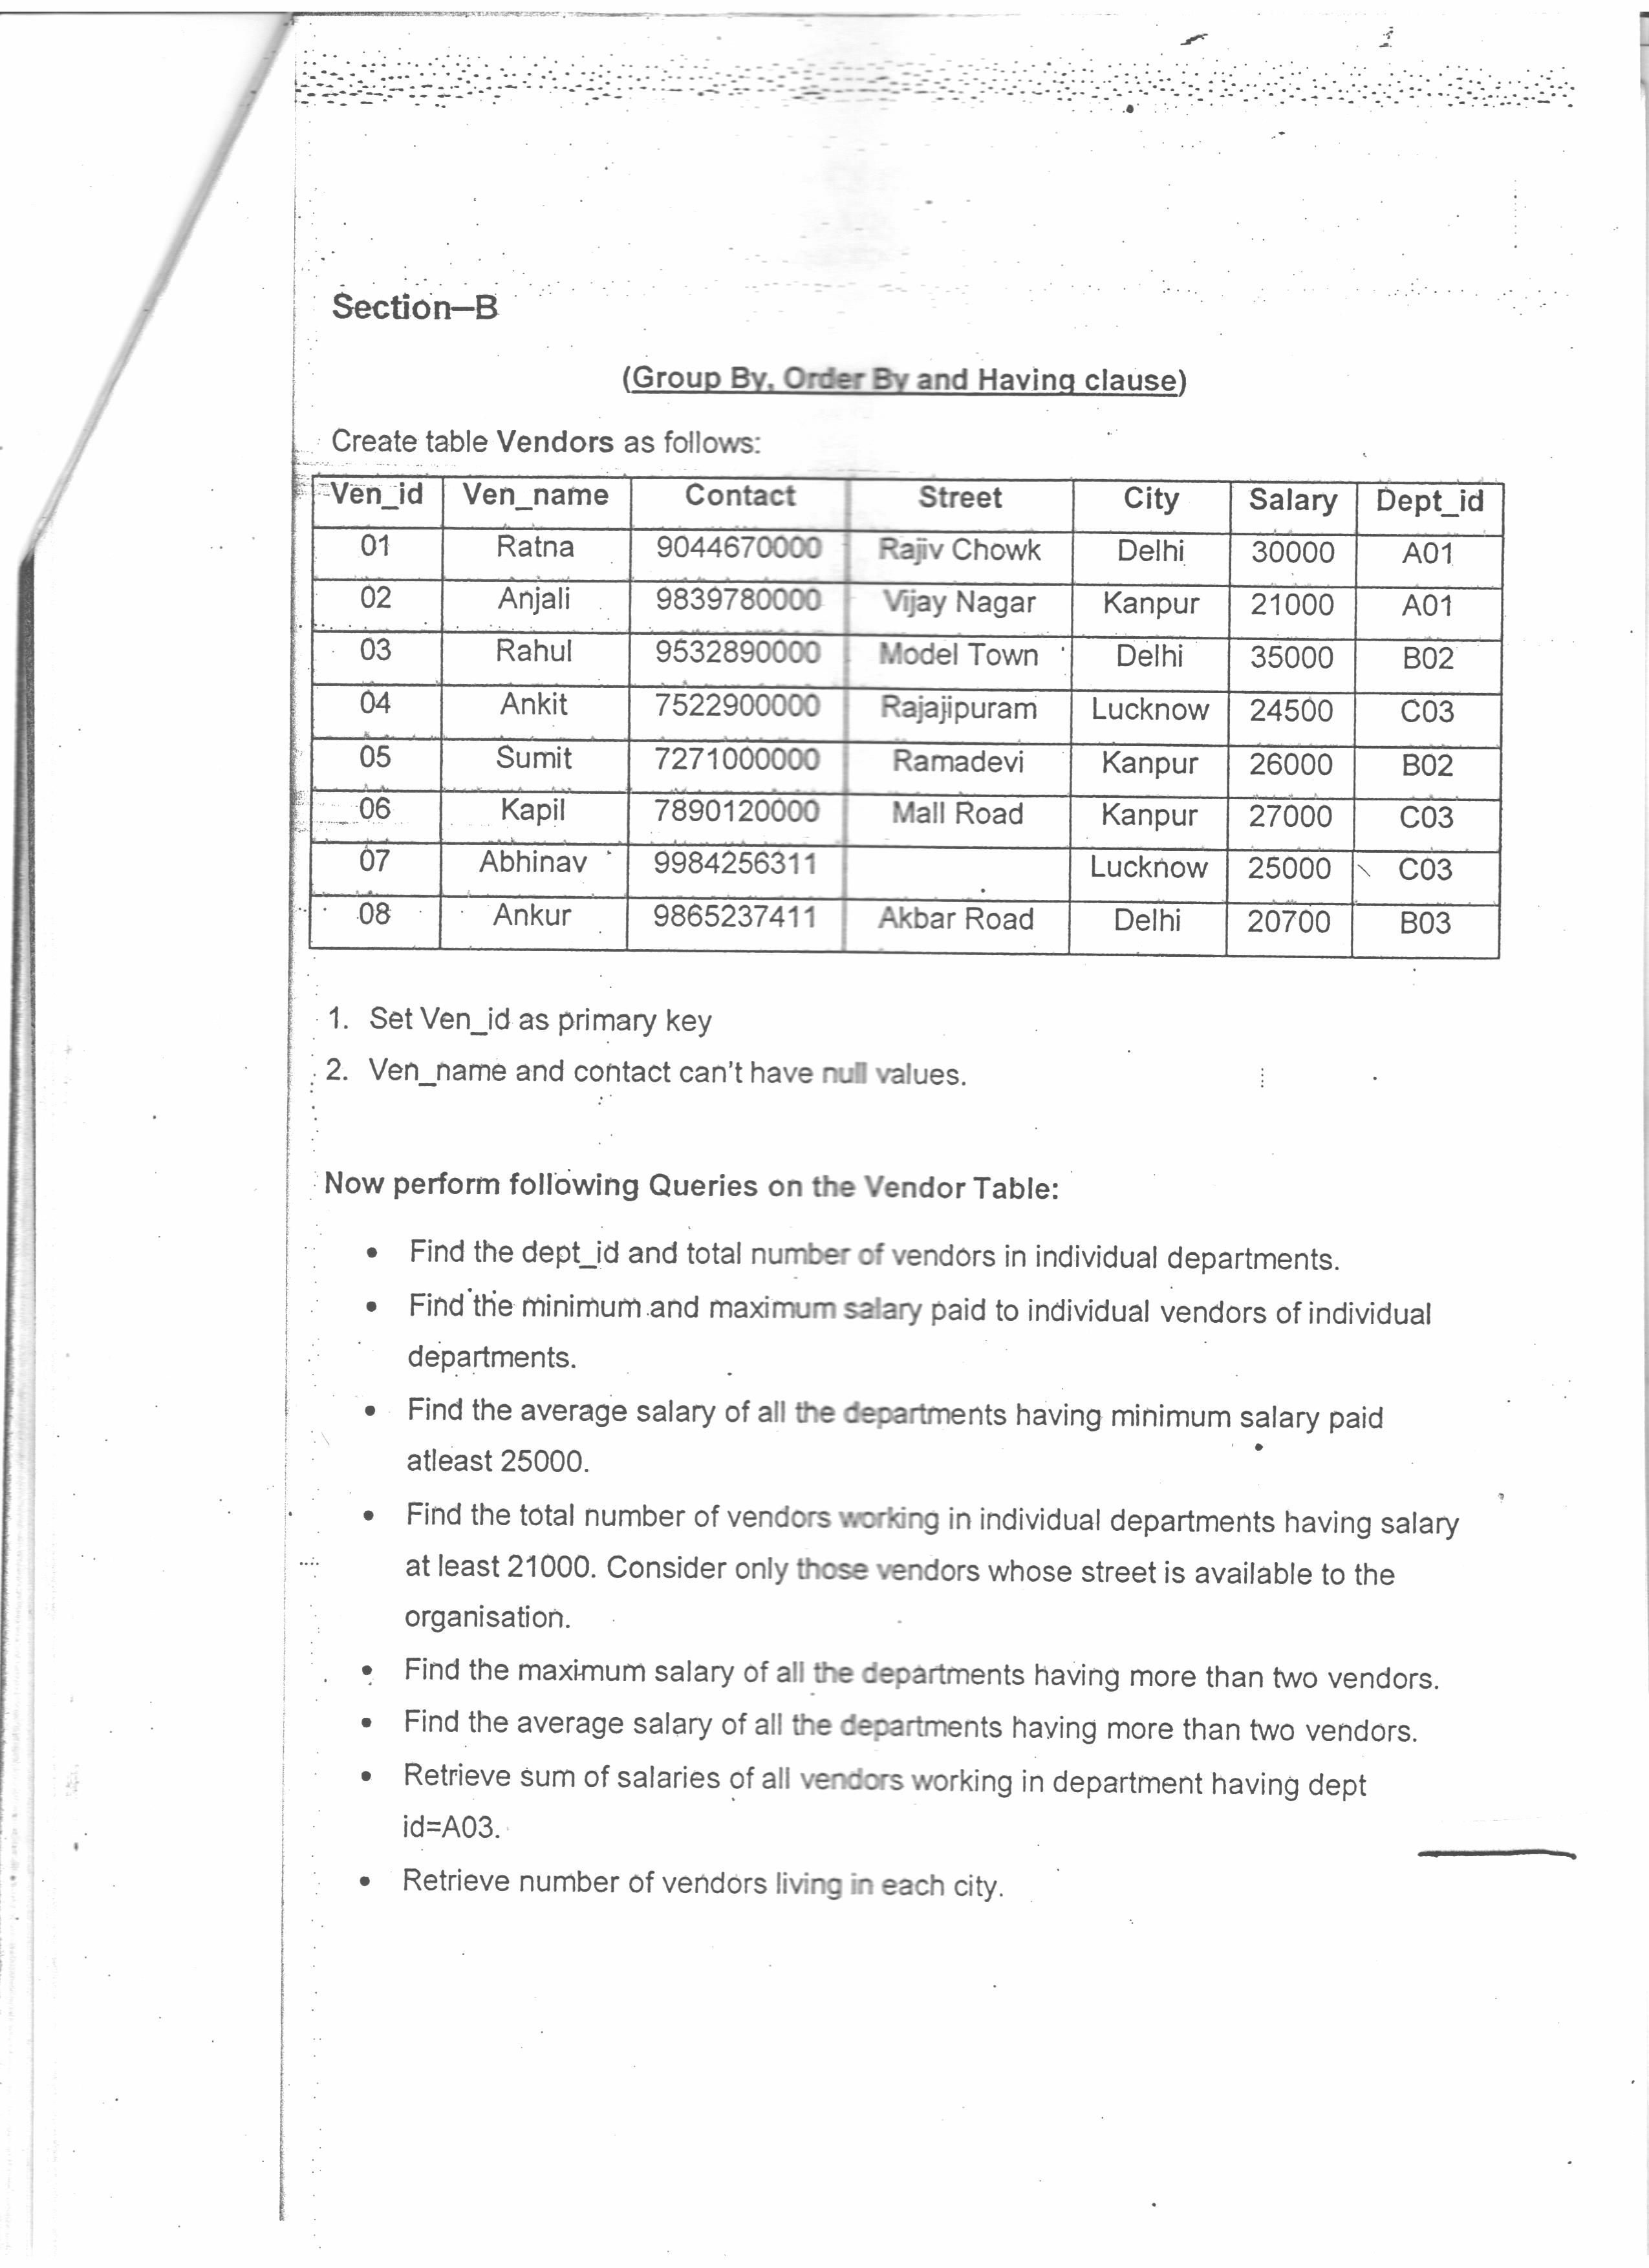 Section–B
(Group By, Order By and Having clause)
Create table Vendors as follows:
Ven_id Ven_name Contact Street City Salary Dept_id
01 Ratna 9044670000 Rajiv Chowk Delhi 30000 A01
02 Anjali 9839780000 Vijay Nagar Kanpur 21000 A01
03 Rahul 9532890000 Model Town Delhi 35000 B02
04 Ankit 7522900000 Rajajipuram Lucknow 24500 C03
05 Sumit 7271000000 Ramadevi Kanpur 26000 B02
06 Kapil 7890120000 Mall Road Kanpur 27000 C03
07 Abhinav 9984256311 Lucknow 25000 C03
08 Ankur 9865237411 Akbar Road Delhi 20700 B03
1. Set Ven_id as primary key
2. Ven_name and contact can't have null values.
Now perform following Queries on the Vendor Table:
• Find the dept_id and total number of vendors in individual departments.
• Find the minimum and maximum salary paid to individual vendors of individual
departments.
• Find the average salary of all the departments having minimum salary paid
atleast 25000.
• Find the total number of vendors working in individual departments having salary
at least 21000. Consider only those vendors whose street is available to the
organisation.
• Find the maximum salary of all the departments having more than two vendors.
• Find the average salary of all the departments having more than two vendors.
• Retrieve sum of salaries of all vendors working in department having dept
id=A03.
• Retrieve number of vendors living in each city.